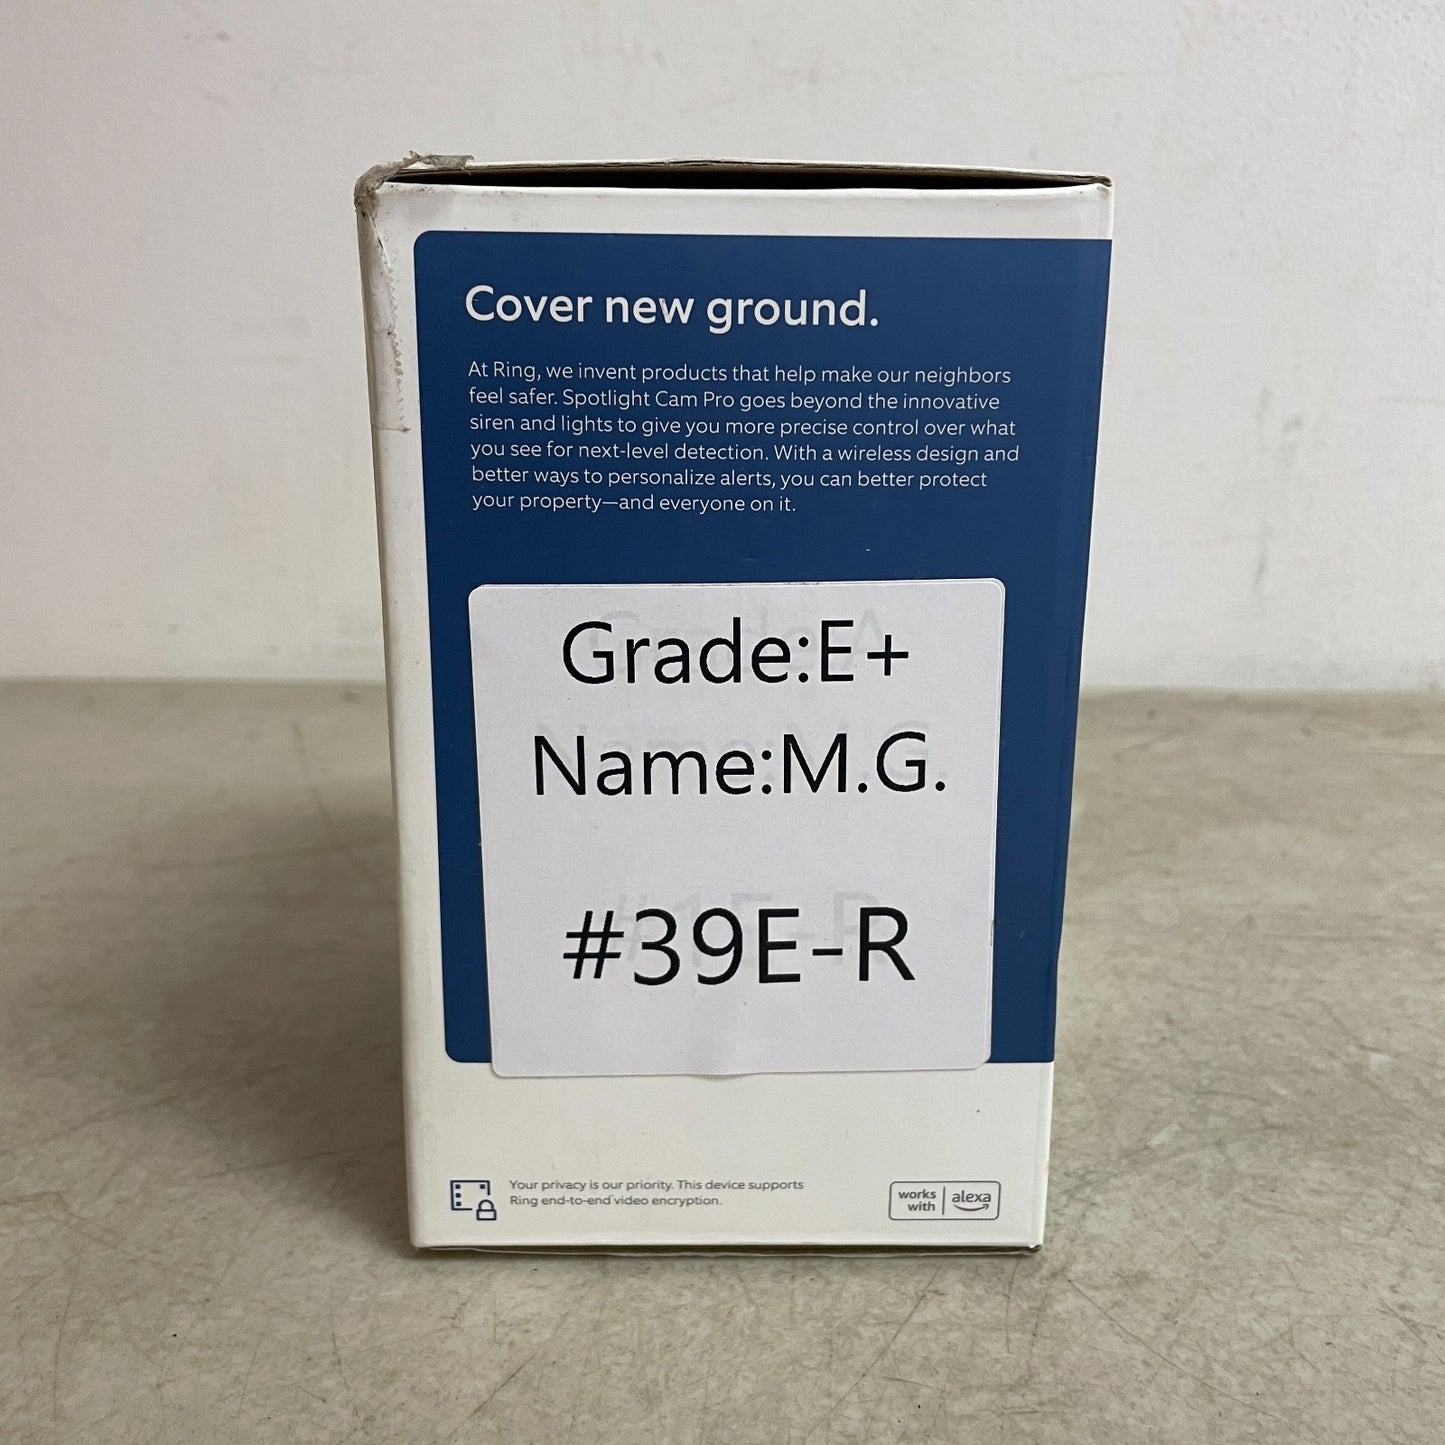 Cover new ground.
At Ring, we invent products that help make our neighbors
feel safer. Spotlight Cam Pro goes beyond the innovative
siren and lights to give you more precise control over what
you see for next-level detection. With a wireless design and
better ways to personalize alerts, you can better protect
your property—and everyone on it.
Grade:E+
Name:M.G.
#39E-R
Your privacy is our priority. This device supports
Ring end-to-end video encryption.
works
with
alexa